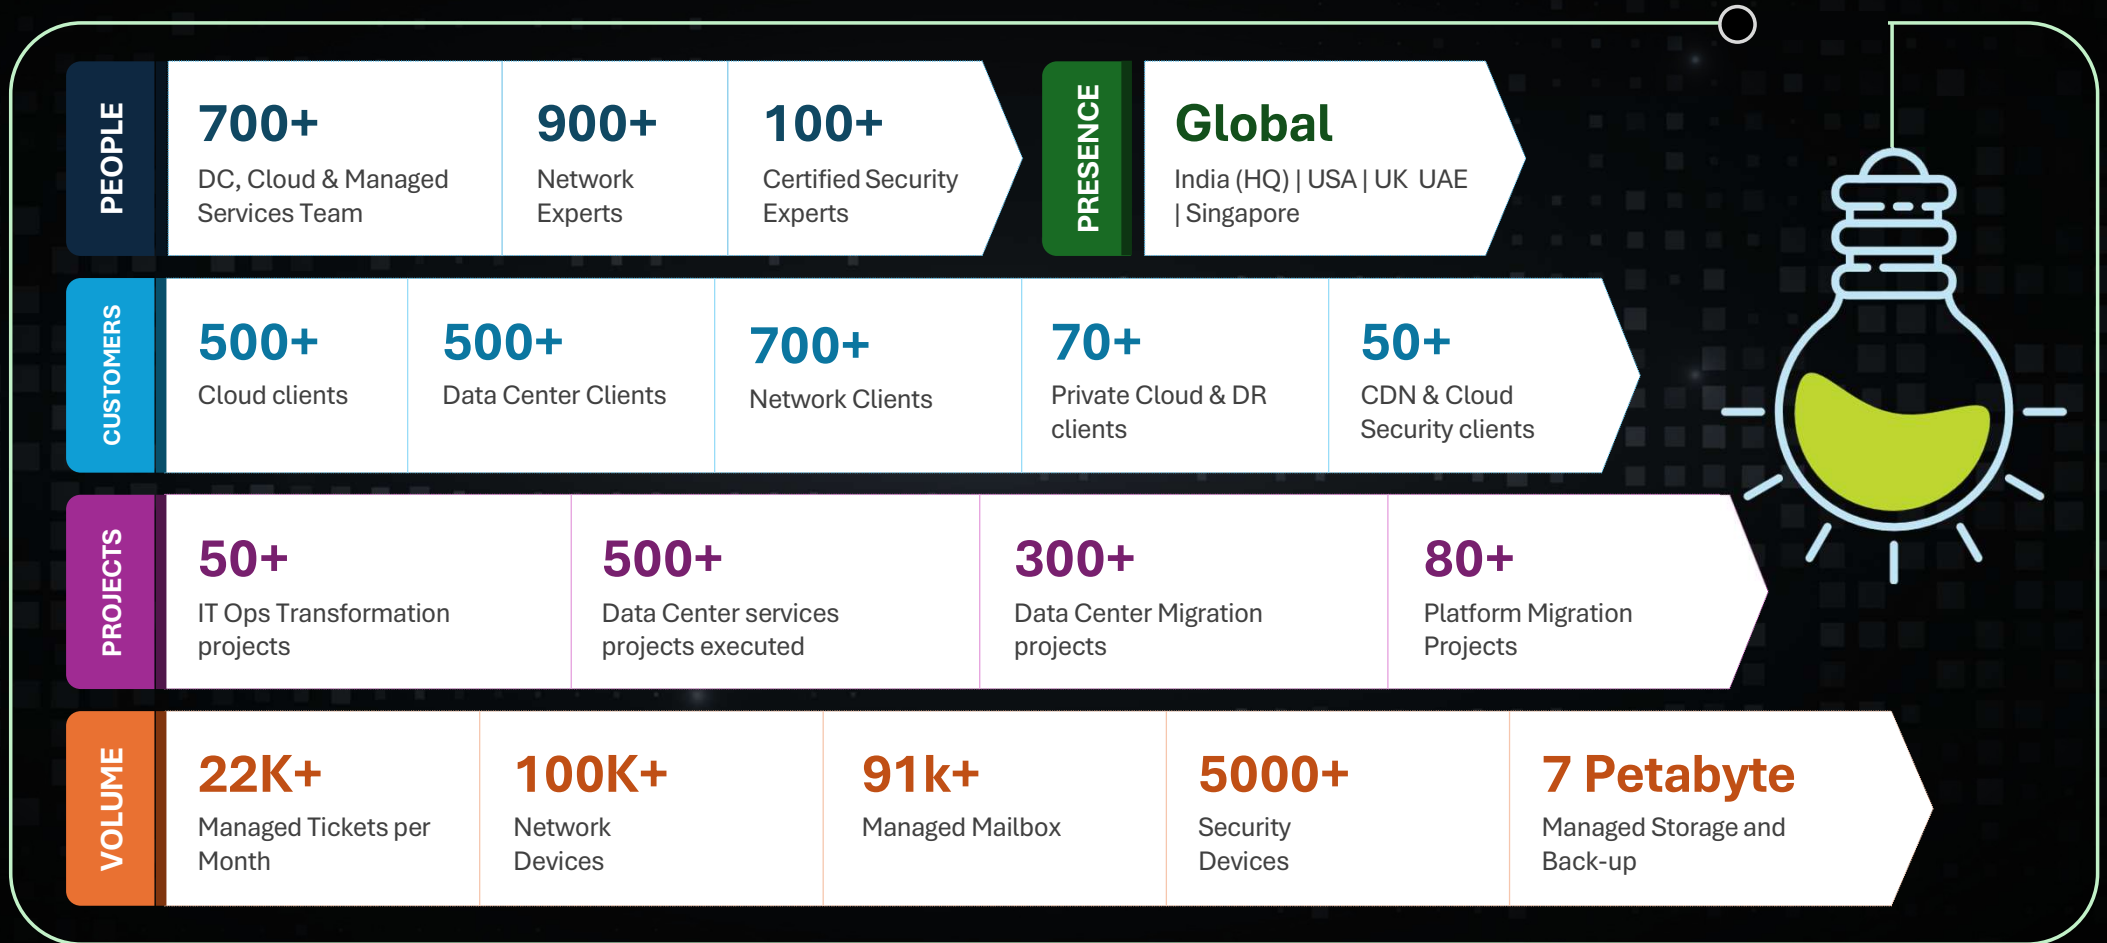 PEOPLE
700+
DC, Cloud & Managed
Services Team
900+
Network
Experts
100+
Certified Security
Experts
PRESENCE
Global
India (HQ) | USA | UK  UAE
| Singapore
CUSTOMERS
500+
Cloud clients
500+
Data Center Clients
700+
Network Clients
70+
Private Cloud & DR
clients
50+
CDN & Cloud
Security clients
PROJECTS
50+
IT Ops Transformation
projects
500+
Data Center services
projects executed
300+
Data Center Migration
projects
80+
Platform Migration
Projects
VOLUME
22K+
Managed Tickets per
Month
100K+
Network
Devices
91k+
Managed Mailbox
5000+
Security
Devices
7 Petabyte
Managed Storage and
Back-up